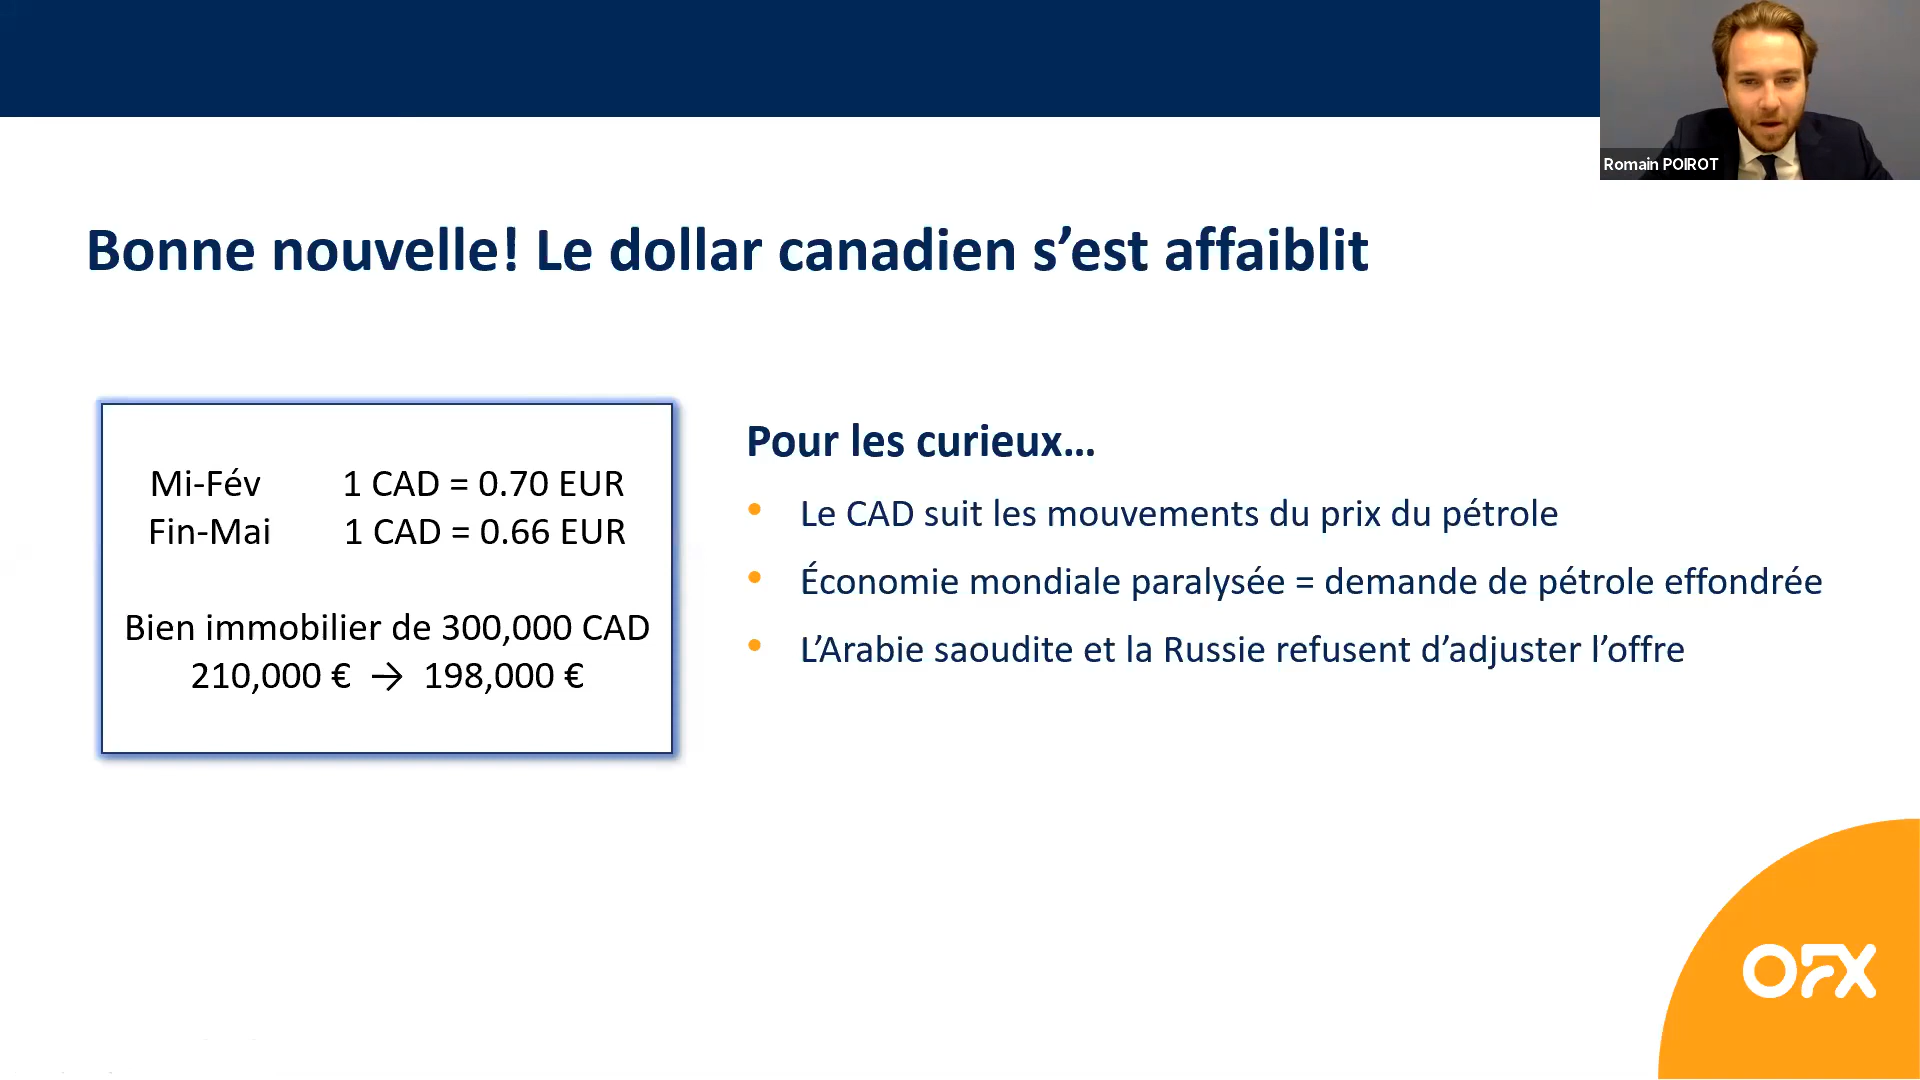 Romain POIROT
Bonne nouvelle! Le dollar canadien s’est affaiblit
Mi-Fév 1 CAD = 0.70 EUR
Fin-Mai 1 CAD = 0.66 EUR
Bien immobilier de 300,000 CAD
210,000 € → 198,000 €
Pour les curieux...
• Le CAD suit les mouvements du prix du pétrole
• Économie mondiale paralysée = demande de pétrole effondrée
• L’Arabie saoudite et la Russie refusent d’adjuster l’offre
OFX